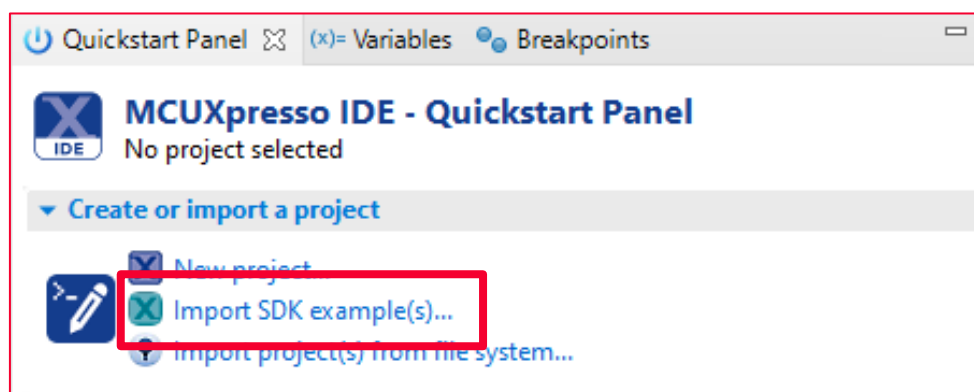 Quickstart Panel (x)= Variables Breakpoints
MCUXpresso IDE - Quickstart Panel
IDE
No project selected
Create or import a project
New project...
Import SDK example(s)...
Import project(s) from file system...